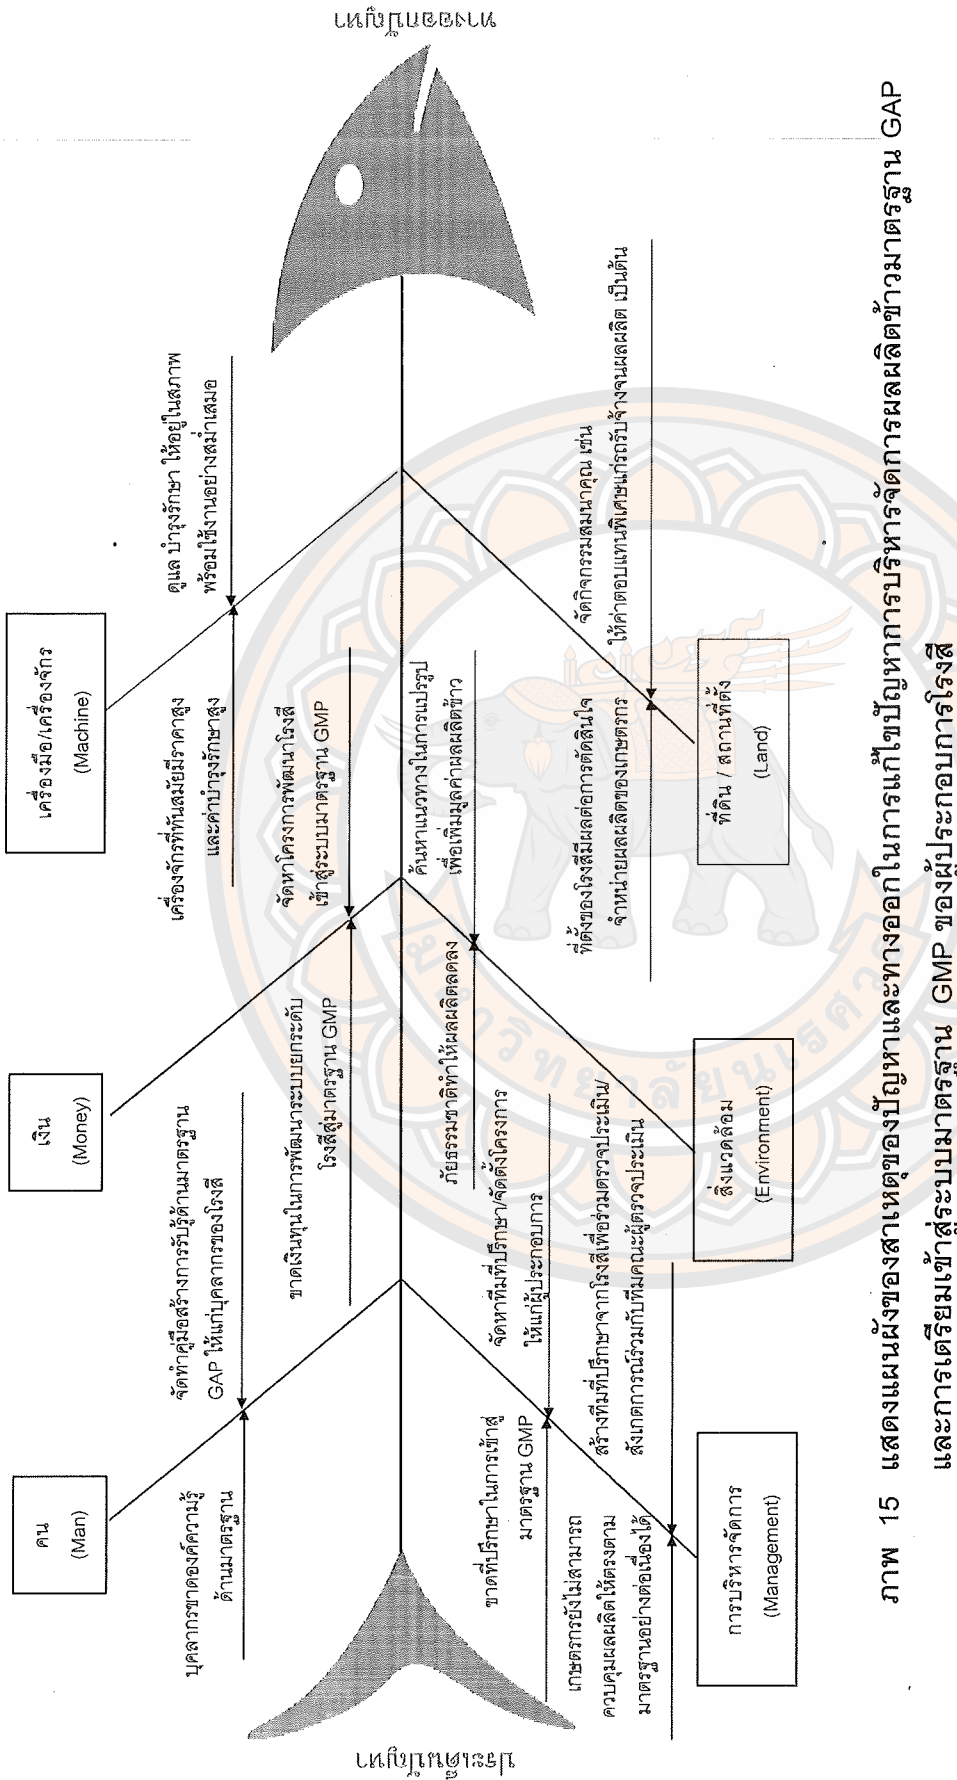 ประเด็นปัญหา
ทางออกปัญหา
คน
(Man)
บุคลากรขาดองค์ความรู้
ด้านมาตรฐาน
จัดทำคู่มือสร้างการรับรู้ด้านมาตรฐาน
GAP ให้แก่บุคลากรของโรงสี
เงิน
(Money)
ขาดเงินทุนในการพัฒนาระบบยกระดับ
โรงสีสู่มาตรฐาน GMP
จัดหาโครงการพัฒนาโรงสี
เข้าสู่ระบบมาตรฐาน GMP
เครื่องมือ/เครื่องจักร
(Machine)
เครื่องจักรที่ทันสมัยมีราคาสูง
และค่าบำรุงรักษาสูง
ดูแล บำรุงรักษา ให้อยู่ในสภาพ
พร้อมใช้งานอย่างสม่ำเสมอ
ขาดที่ปรึกษาในการเข้าสู่
มาตรฐาน GMP
จัดหาทีมที่ปรึกษา/จัดตั้งโครงการ
ให้แก่ผู้ประกอบการ
เกษตรกรยังไม่สามารถ
ควบคุมผลผลิตให้ตรงตาม
มาตรฐานอย่างต่อเนื่องได้
สร้างทีมที่ปรึกษาจากโรงสีเพื่อร่วมตรวจประเมิน/
สังเกตการณ์ร่วมกับทีมคณะผู้ตรวจประเมิน
การบริหารจัดการ
(Management)
ภัยธรรมชาติทำให้ผลผลิตลดลง
ค้นหาแนวทางในการแปรรูป
เพื่อเพิ่มมูลค่าผลผลิตข้าว
สิ่งแวดล้อม
(Environment)
ที่ตั้งของโรงสีมีผลต่อการตัดสินใจ
จำหน่ายผลผลิตของเกษตรกร
จัดกิจกรรมสมนาคุณ เช่น
ให้ค่าตอบแทนพิเศษแก่รถรับจ้างขนผลผลิต เป็นต้น
ที่ดิน / สถานที่ตั้ง
(Land)
ภาพ 15 แสดงแผนผังของสาเหตุของปัญหาและทางออกในการแก้ไขปัญหาการบริหารจัดการผลผลิตข้าวมาตรฐาน GAP
และการเตรียมเข้าสู่ระบบมาตรฐาน GMP ของผู้ประกอบการโรงสี